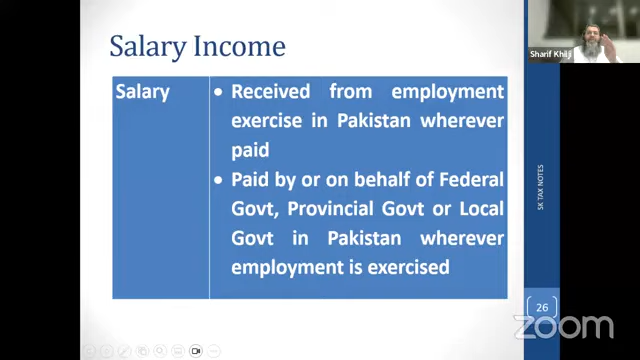 Salary Income
Sharif Khilji
Salary
• Received from employment
exercise in Pakistan wherever
paid
• Paid by or on behalf of Federal
Govt, Provincial Govt or Local
Govt in Pakistan wherever
employment is exercised
SK TAX NOTES
26
zoom